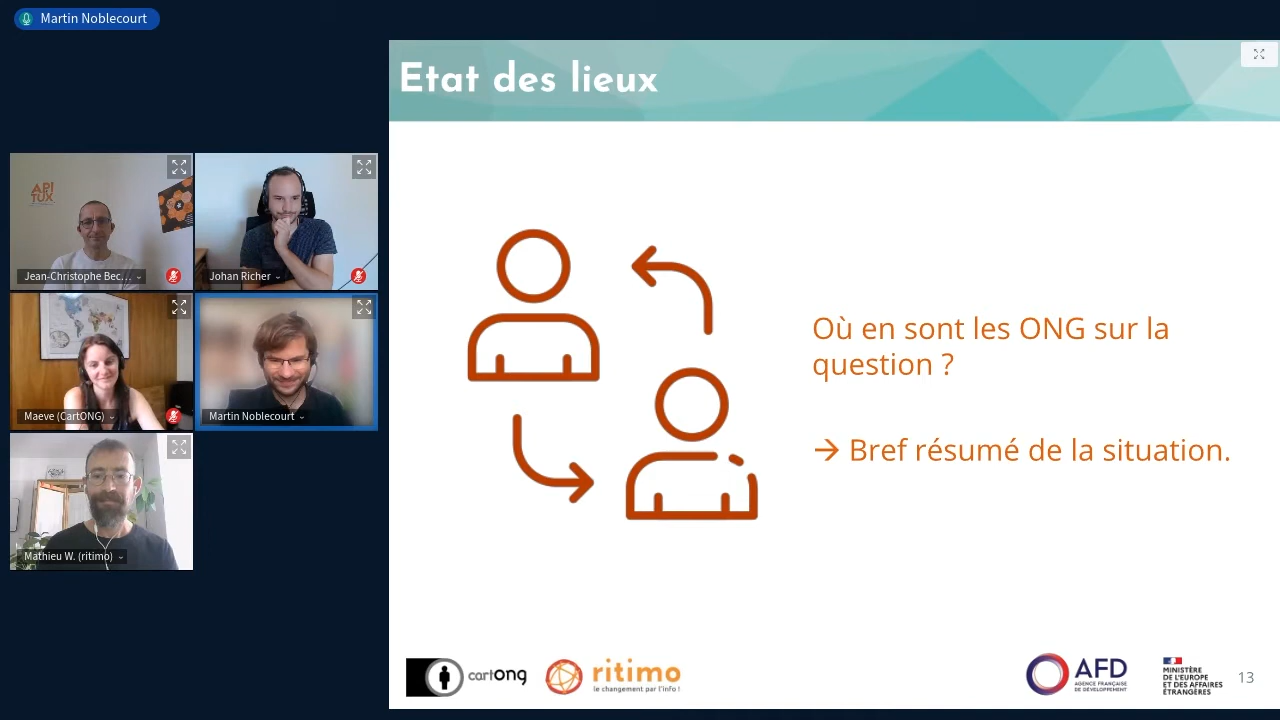 Martin Noblecourt
Etat des lieux
API
TUX
Jean-Christophe Bec...
Johan Richer
Maeve (CartONG)
Martin Noblecourt
Mathieu W. (ritimo)
Où en sont les ONG sur la
question ?
→ Bref résumé de la situation.
cartong
ritimo
le changement par l'info !
AFD
AGENCE FRANÇAISE
DE DÉVELOPPEMENT
MINISTÈRE
DE L'EUROPE
ET DES AFFAIRES
ÉTRANGÈRES
13